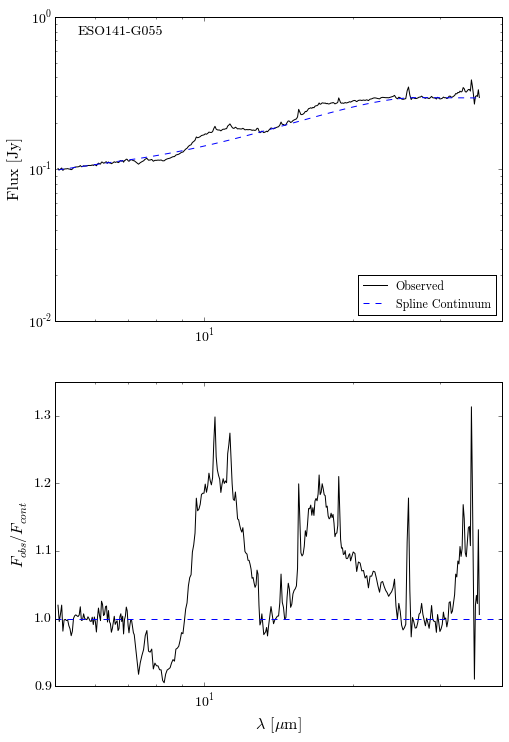 10^0
ESO141-G055
Flux [Jy]
10^-1
Observed
Spline Continuum
10^-2
10^1
1.3
1.2
F_obs/F_cont
1.1
1.0
0.9
10^1
λ [μm]